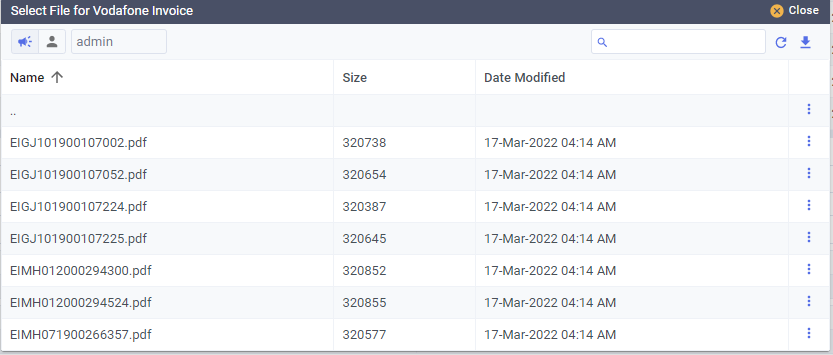 Select File for Vodafone Invoice Close
admin
Name Size Date Modified
..
EIGJ101900107002.pdf 320738 17-Mar-2022 04:14 AM
EIGJ101900107052.pdf 320654 17-Mar-2022 04:14 AM
EIGJ101900107224.pdf 320387 17-Mar-2022 04:14 AM
EIGJ101900107225.pdf 320645 17-Mar-2022 04:14 AM
EIMH012000294300.pdf 320852 17-Mar-2022 04:14 AM
EIMH012000294524.pdf 320855 17-Mar-2022 04:14 AM
EIMH071900266357.pdf 320577 17-Mar-2022 04:14 AM